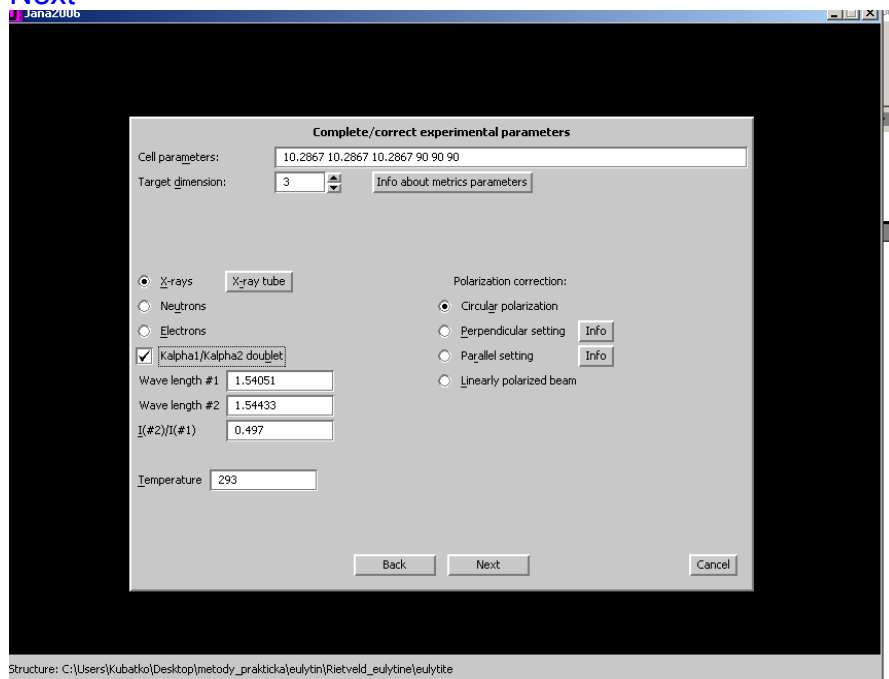 Next
Jana2006
Complete/correct experimental parameters
Cell parameters: 10.2867 10.2867 10.2867 90 90 90
Target dimension: 3 Info about metrics parameters
X-rays X-ray tube Polarization correction:
Neutrons Circular polarization
Electrons Perpendicular setting Info
Kalpha1/Kalpha2 doublet Parallel setting Info
Wave length #1 1.54051 Linearly polarized beam
Wave length #2 1.54433
I(#2)/I(#1) 0.497
Temperature 293
Back Next Cancel
Structure: C:\Users\Kubatko\Desktop\metody_prakticka\eulytin\Rietveld_eulytine\eulytite